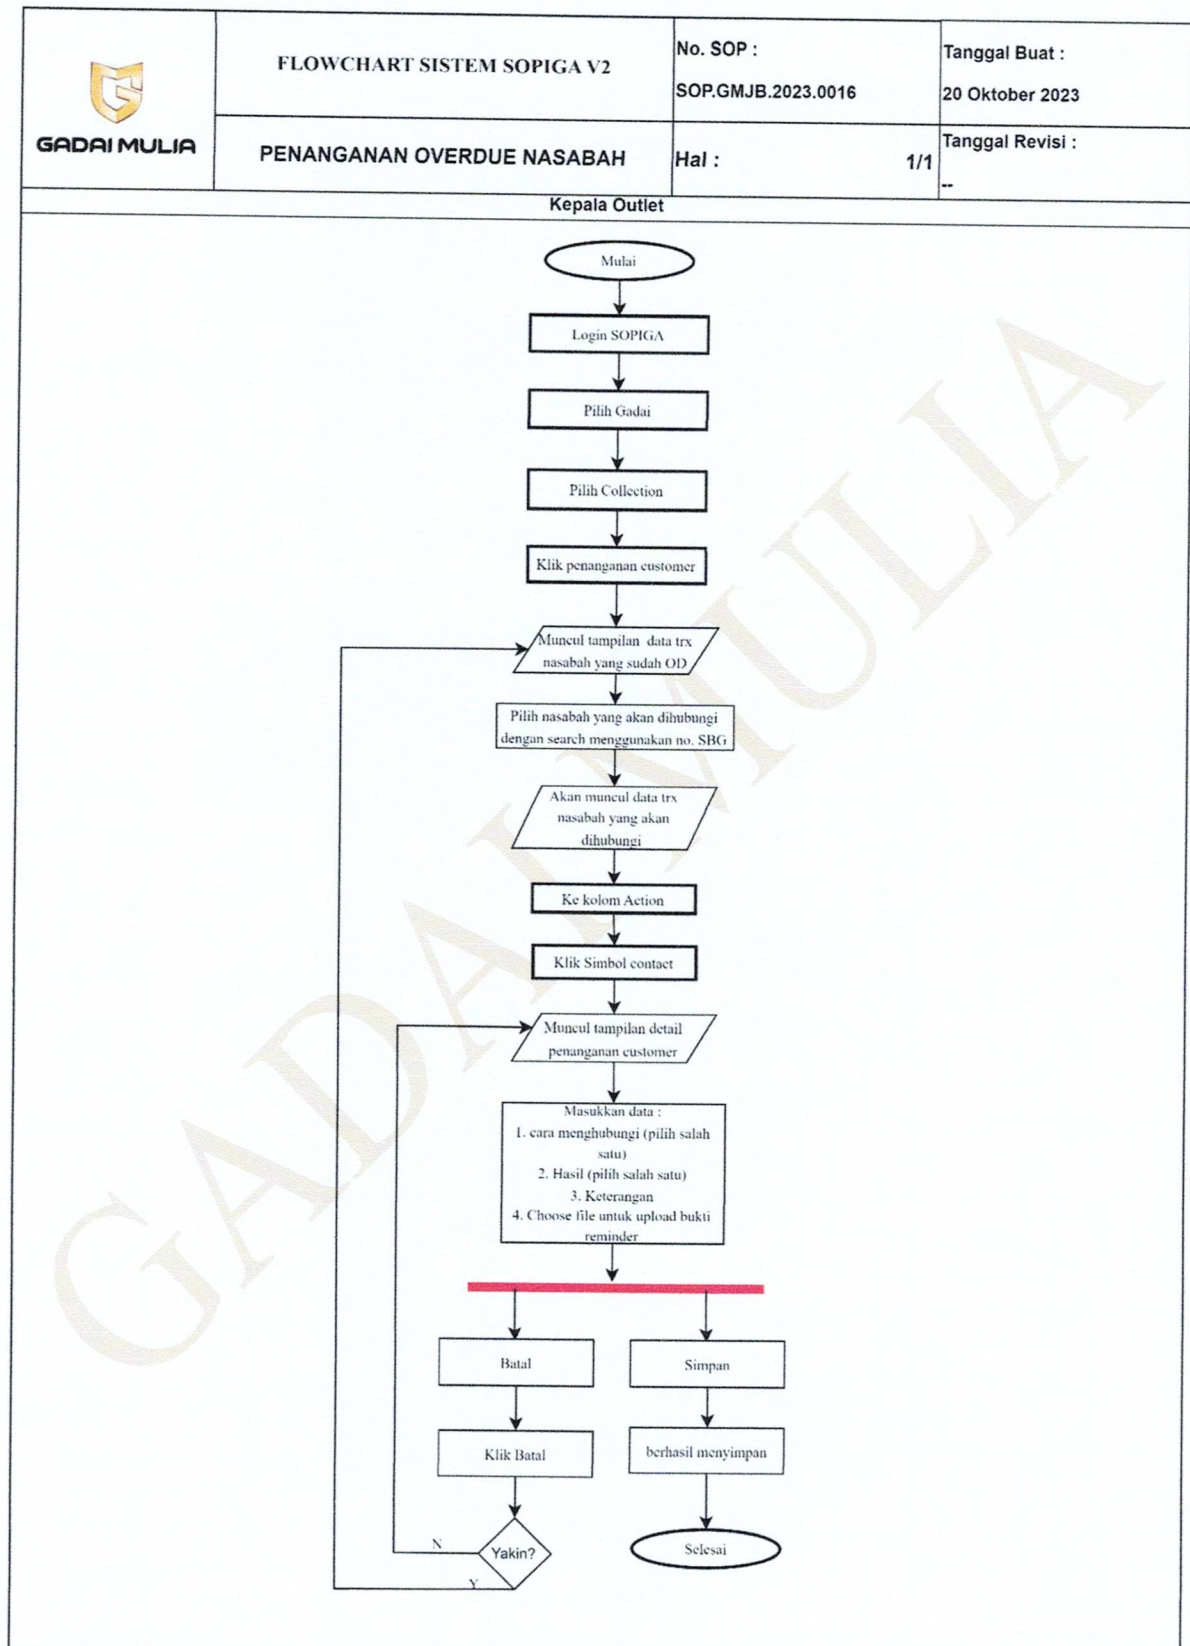 GADAI MULIA
FLOWCHART SISTEM SOPIGA V2
No. SOP :
SOP.GMJB.2023.0016
Tanggal Buat :
20 Oktober 2023
PENANGANAN OVERDUE NASABAH
Hal :
1/1
Tanggal Revisi :
--
Kepala Outlet
Mulai
Login SOPIGA
Pilih Gadai
Pilih Collection
Klik penanganan customer
Muncul tampilan data trx
nasabah yang sudah OD
Pilih nasabah yang akan dihubungi
dengan search menggunakan no. SBG
Akan muncul data trx
nasabah yang akan
dihubungi
Ke kolom Action
Klik Simbol contact
Muncul tampilan detail
penanganan customer
Masukkan data :
1. cara menghubungi (pilih salah
satu)
2. Hasil (pilih salah satu)
3. Keterangan
4. Choose file untuk upload bukti
reminder
Batal
Simpan
Klik Batal
berhasil menyimpan
N
Yakin?
Y
Selesai
GADAI MULIA